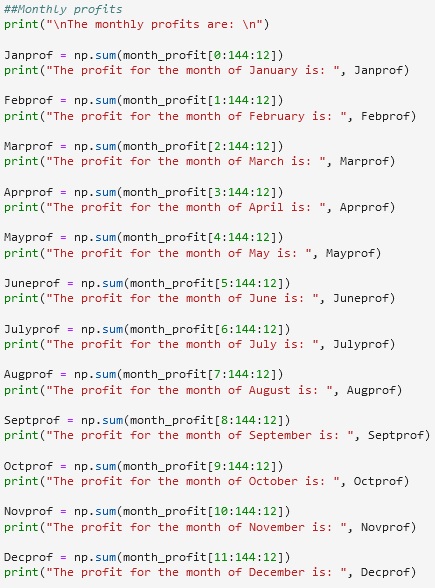 ##Monthly profits
print("\nThe monthly profits are: \n")
Janprof = np.sum(month_profit[0:144:12])
print("The profit for the month of January is: ", Janprof)
Febprof = np.sum(month_profit[1:144:12])
print("The profit for the month of February is: ", Febprof)
Marprof = np.sum(month_profit[2:144:12])
print("The profit for the month of March is: ", Marprof)
Aprprof = np.sum(month_profit[3:144:12])
print("The profit for the month of April is: ", Aprprof)
Mayprof = np.sum(month_profit[4:144:12])
print("The profit for the month of May is: ", Mayprof)
Juneprof = np.sum(month_profit[5:144:12])
print("The profit for the month of June is: ", Juneprof)
Julyprof = np.sum(month_profit[6:144:12])
print("The profit for the month of July is: ", Julyprof)
Augprof = np.sum(month_profit[7:144:12])
print("The profit for the month of August is: ", Augprof)
Septprof = np.sum(month_profit[8:144:12])
print("The profit for the month of September is: ", Septprof)
Octprof = np.sum(month_profit[9:144:12])
print("The profit for the month of October is: ", Octprof)
Novprof = np.sum(month_profit[10:144:12])
print("The profit for the month of November is: ", Novprof)
Decprof = np.sum(month_profit[11:144:12])
print("The profit for the month of December is: ", Decprof)